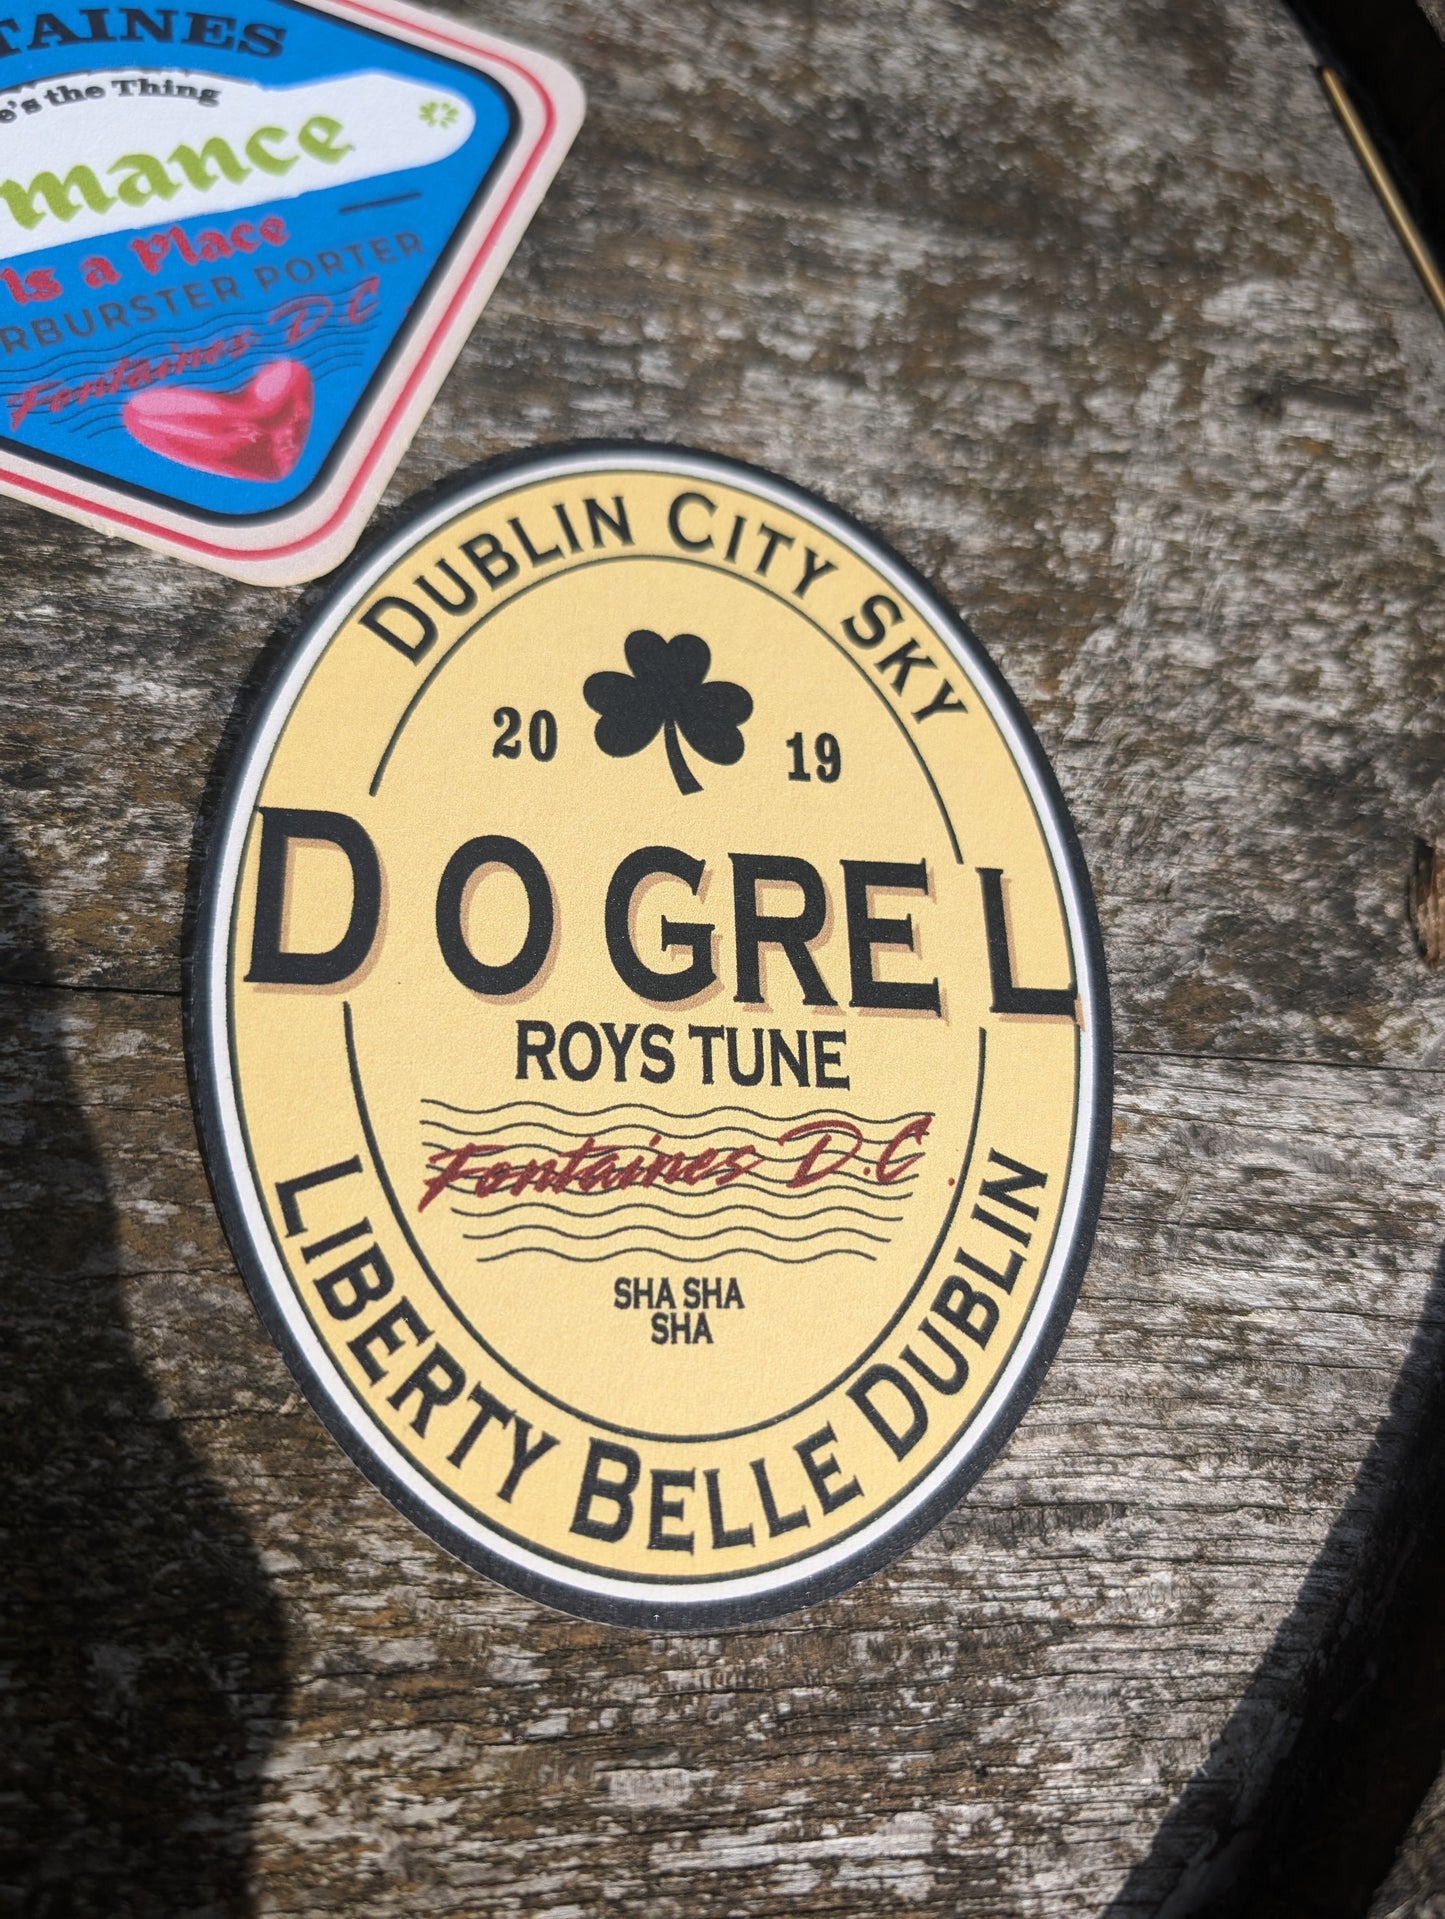 TAINES
e's the Thing
mance
Is a Place
RBURSTER PORTER
Fontaines D.C
DUBLIN CITY SKY
20 19
DOGREL
ROYS TUNE
Fontaines D.C.
SHA SHA
SHA
LIBERTY BELLE DUBLIN